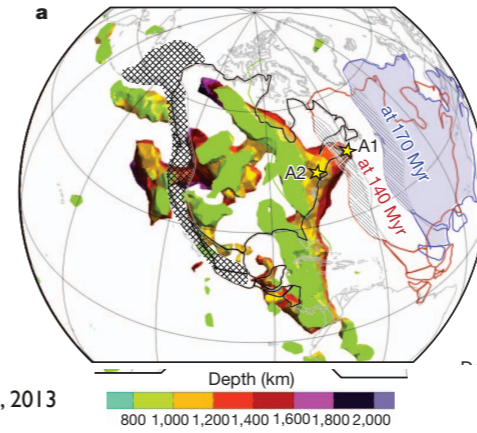 a
A1
A2
at 170 Myr
at 140 Myr
Depth (km)
, 2013
800 1,000 1,200 1,400 1,600 1,800 2,000